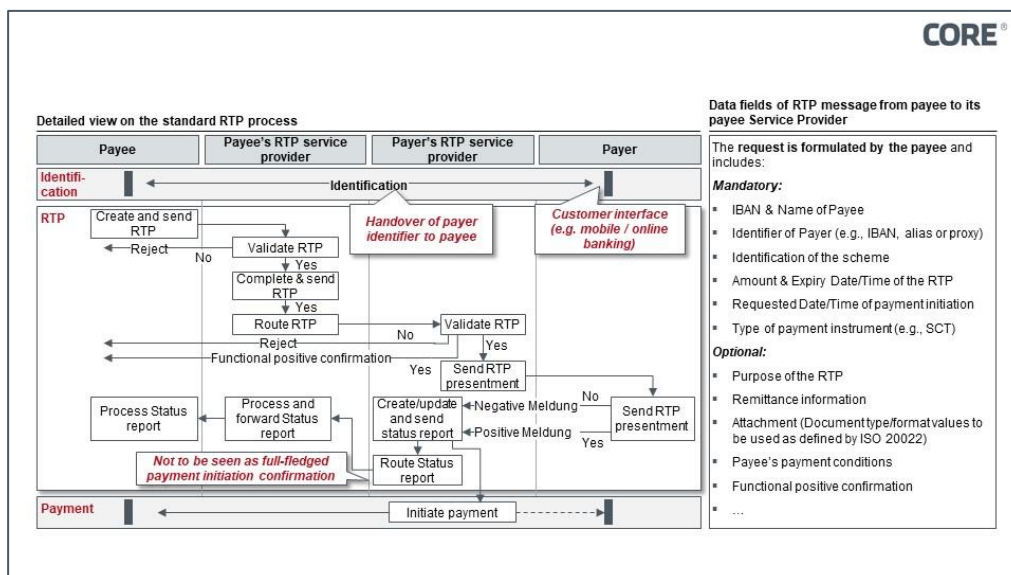 CORE®
Detailed view on the standard RTP process
Data fields of RTP message from payee to its
payee Service Provider
Payee
Payee's RTP service
provider
Payer's RTP service
provider
Payer
Identifi-
cation
Identification
Handover of payer
identifier to payee
Customer interface
(e.g. mobile / online
banking)
RTP
Create and send
RTP
Reject
No
Validate RTP
Yes
Complete & send
RTP
Yes
Route RTP
No
Validate RTP
Reject
Functional positive confirmation
Yes
Yes
Send RTP
presentment
No
Process Status
report
Process and
forward Status
report
Create/update
and send
status report
Negative Meldung
Positive Meldung
Send RTP
presentment
Yes
Not to be seen as full-fledged
payment initiation confirmation
Route Status
report
Payment
Initiate payment
The request is formulated by the payee and
includes:
Mandatory:
▪ IBAN & Name of Payee
▪ Identifier of Payer (e.g., IBAN, alias or proxy)
▪ Identification of the scheme
▪ Amount & Expiry Date/Time of the RTP
▪ Requested Date/Time of payment initiation
▪ Type of payment instrument (e.g., SCT)
Optional:
▪ Purpose of the RTP
▪ Remittance information
▪ Attachment (Document type/format values to
be used as defined by ISO 20022)
▪ Payee's payment conditions
▪ Functional positive confirmation
▪ ...